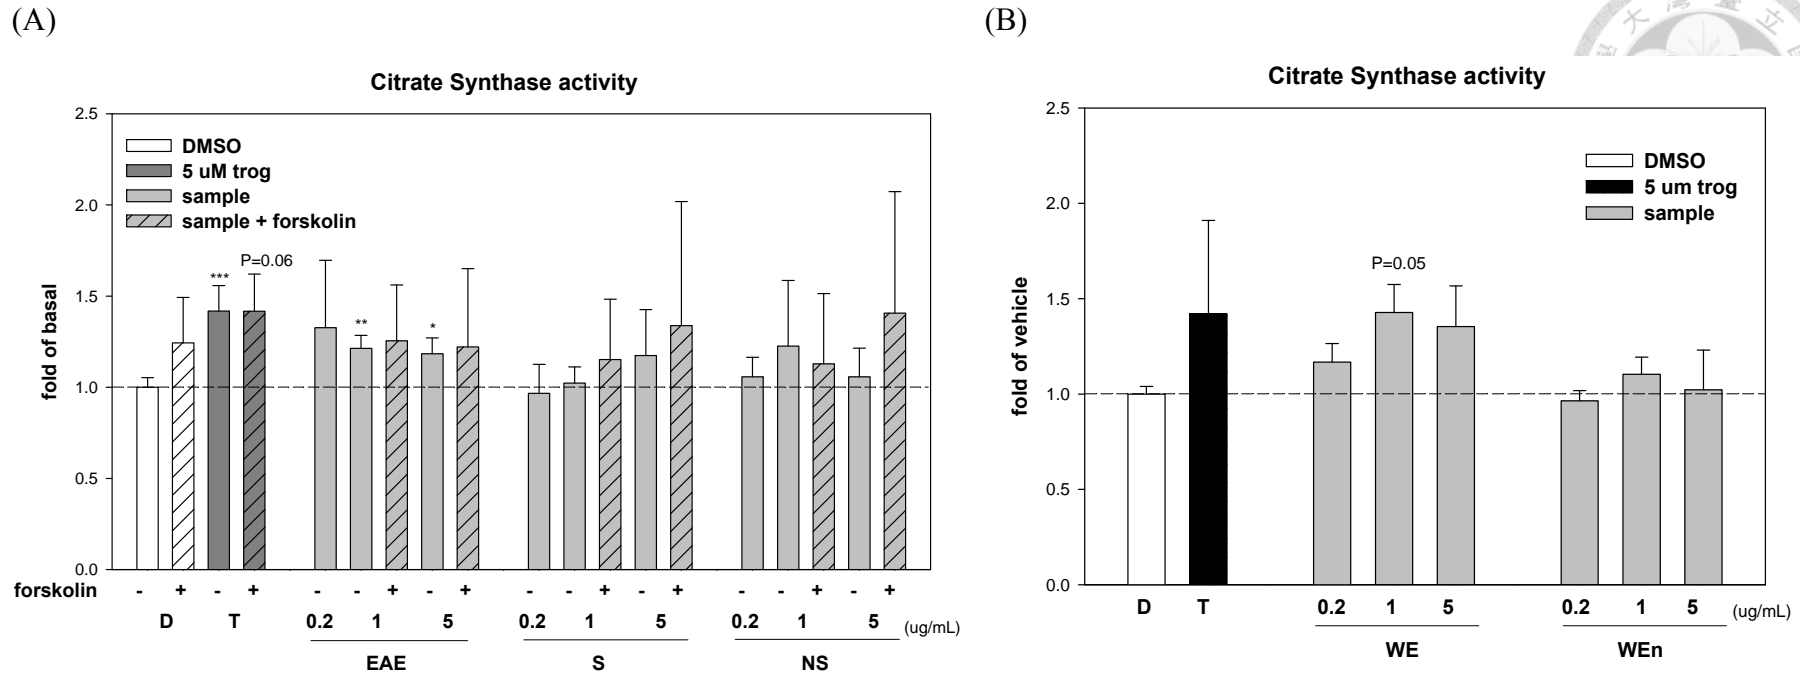 (A)
Citrate Synthase activity
2.5
2.0
1.5
1.0
0.5
0.0
fold of basal
DMSO
5 uM trog
sample
sample + forskolin
***
P=0.06
**
*
forskolin - + - + - - + - + - - + - + - - + - +
D T 0.2 1 5 0.2 1 5 0.2 1 5 (ug/mL)
EAE S NS
(B)
大灣臺立
Citrate Synthase activity
2.5
2.0
1.5
1.0
0.5
0.0
fold of vehicle
DMSO
5 um trog
sample
P=0.05
D T 0.2 1 5 0.2 1 5 (ug/mL)
WE WEn